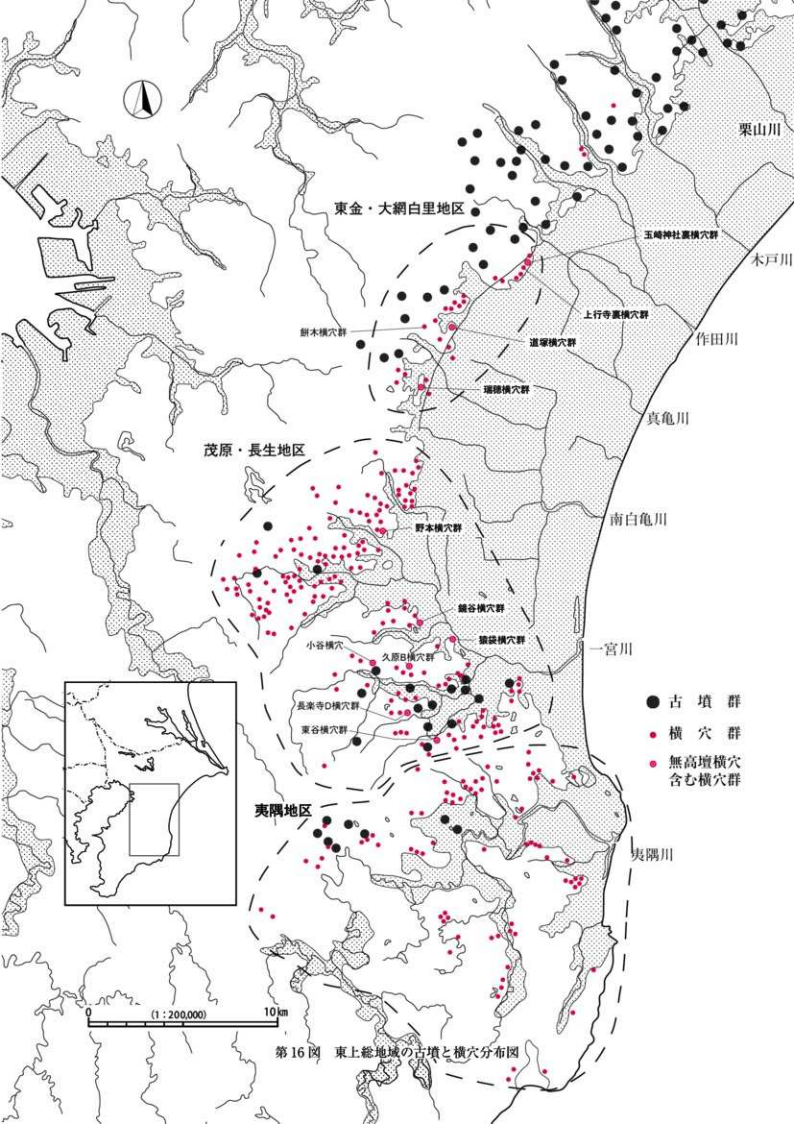 栗山川
東金・大網白里地区
玉崎神社裏横穴群
木戸川
上行寺裏横穴群
餅木横穴群
道塚横穴群
作田川
瑞穂横穴群
真亀川
茂原・長生地区
南白亀川
野本横穴群
鐘谷横穴群
猿袋横穴群
小谷横穴
久原B横穴群
一宮川
長楽寺D横穴群
東谷横穴群
古墳群
横穴群
無高壇横穴
含む横穴群
夷隅地区
夷隅川
0 (1:200,000) 10km
第16図 東上総地域の古墳と横穴分布図